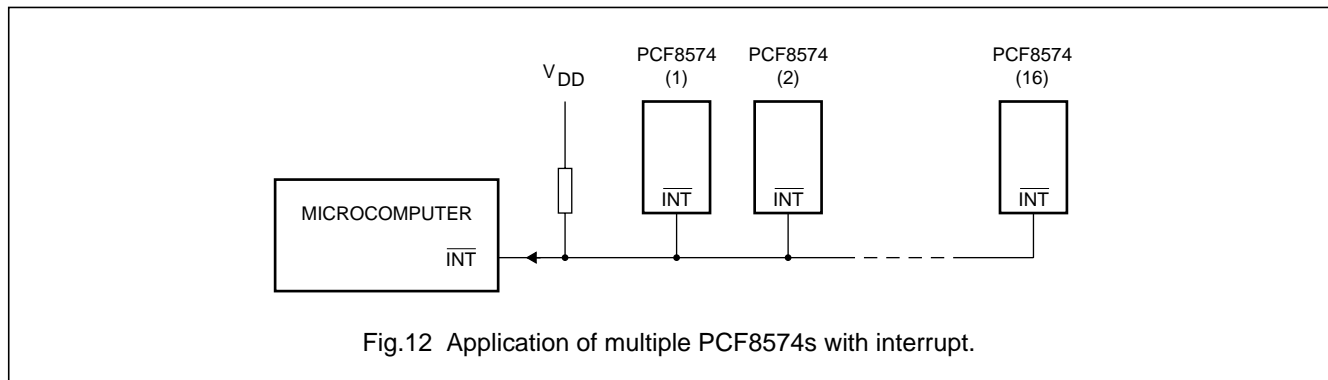 PCF8574
(1)
PCF8574
(2)
PCF8574
(16)
VDD
INT
INT
INT
MICROCOMPUTER
INT
Fig.12 Application of multiple PCF8574s with interrupt.